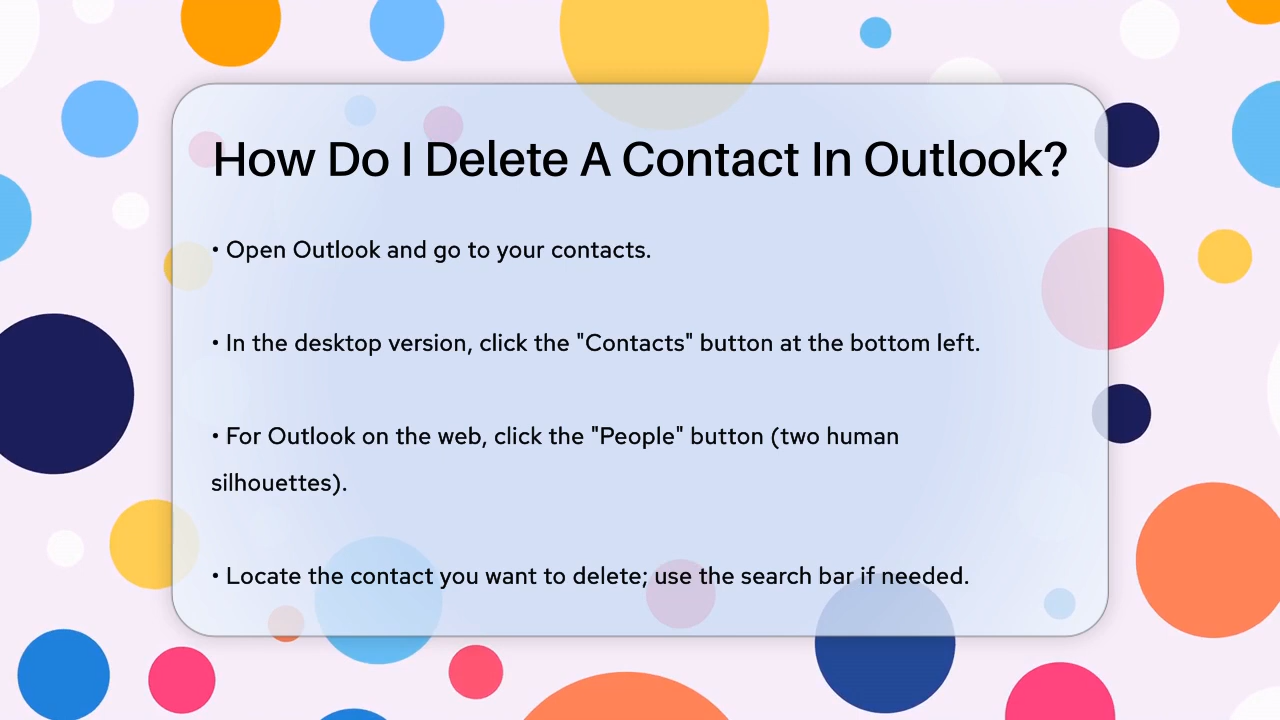 How Do I Delete A Contact In Outlook?
• Open Outlook and go to your contacts.
• In the desktop version, click the "Contacts" button at the bottom left.
• For Outlook on the web, click the "People" button (two human
silhouettes).
• Locate the contact you want to delete; use the search bar if needed.